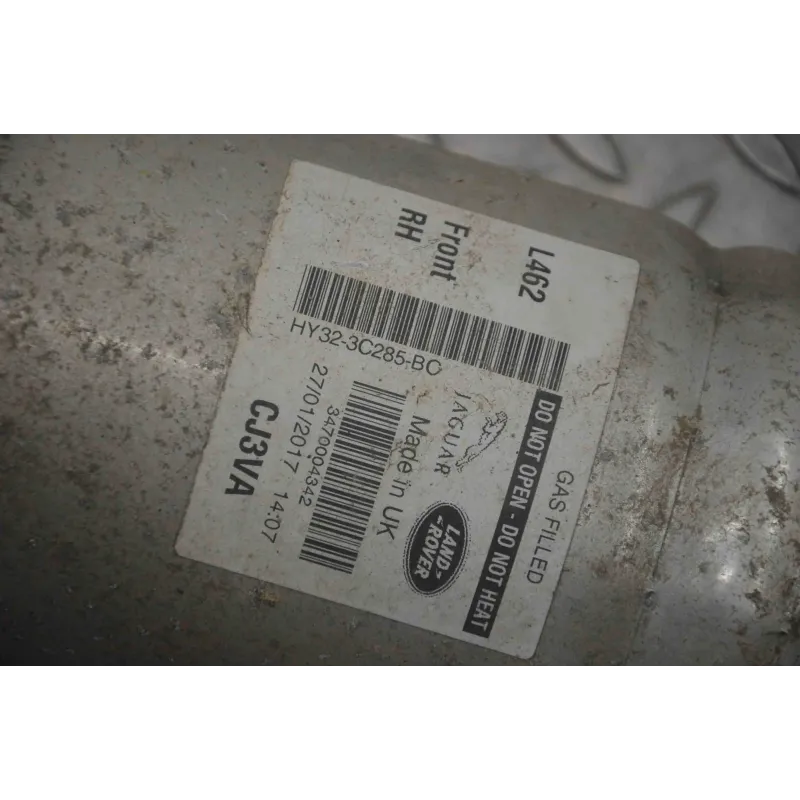 L462
Front
RH
HY32-3C285-BC
GAS FILLED
DO NOT OPEN - DO NOT HEAT
JAGUAR
LAND
ROVER
Made in UK
3470004342
27/01/2017 14:07
CJ3VA